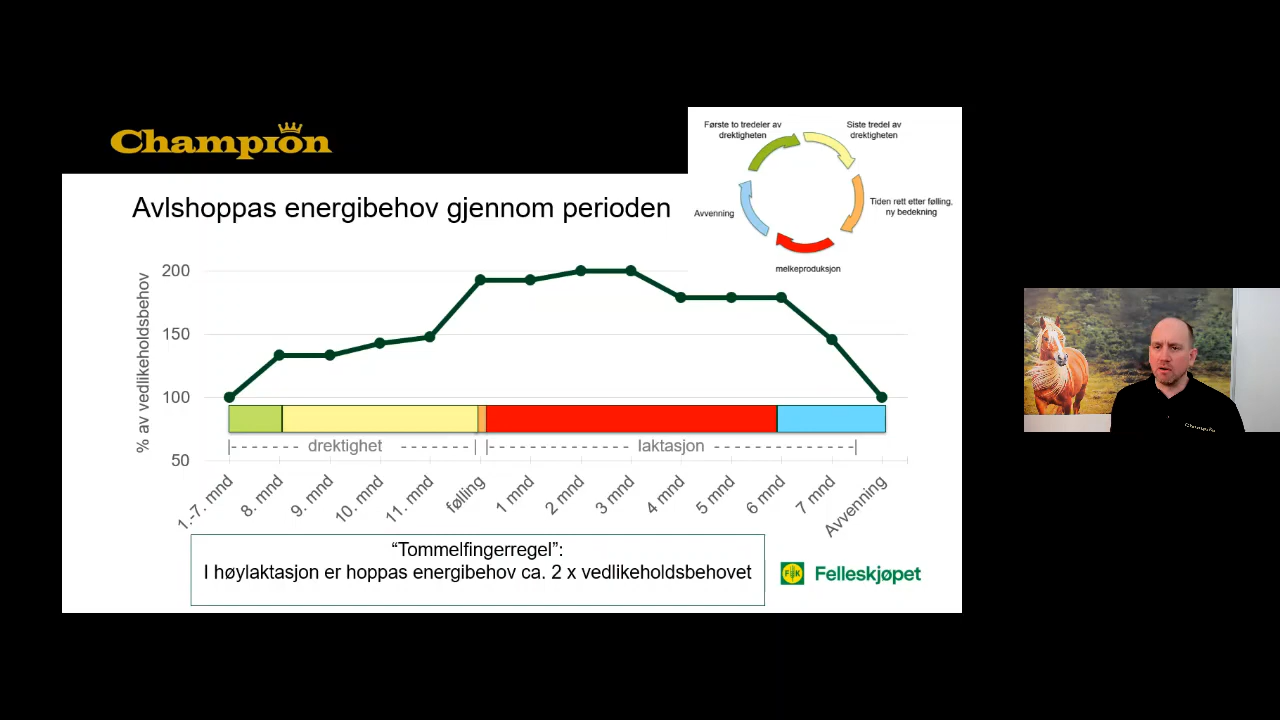 Champion
Avlshoppas energibehov gjennom perioden
Første to tredeler av
drektigheten
Siste tredel av
drektigheten
Tiden rett etter følling,
ny bedekning
Avvenning
melkeproduksjon
% av vedlikeholdsbehov
200
150
100
50
drektighet
laktasjon
1.-7. mnd
8. mnd
9. mnd
10. mnd
11. mnd
følling
1 mnd
2 mnd
3 mnd
4 mnd
5 mnd
6 mnd
7 mnd
Avvenning
“Tommelfingerregel”:
I høylaktasjon er hoppas energibehov ca. 2 x vedlikeholdsbehovet
FK
Felleskjøpet
Champion